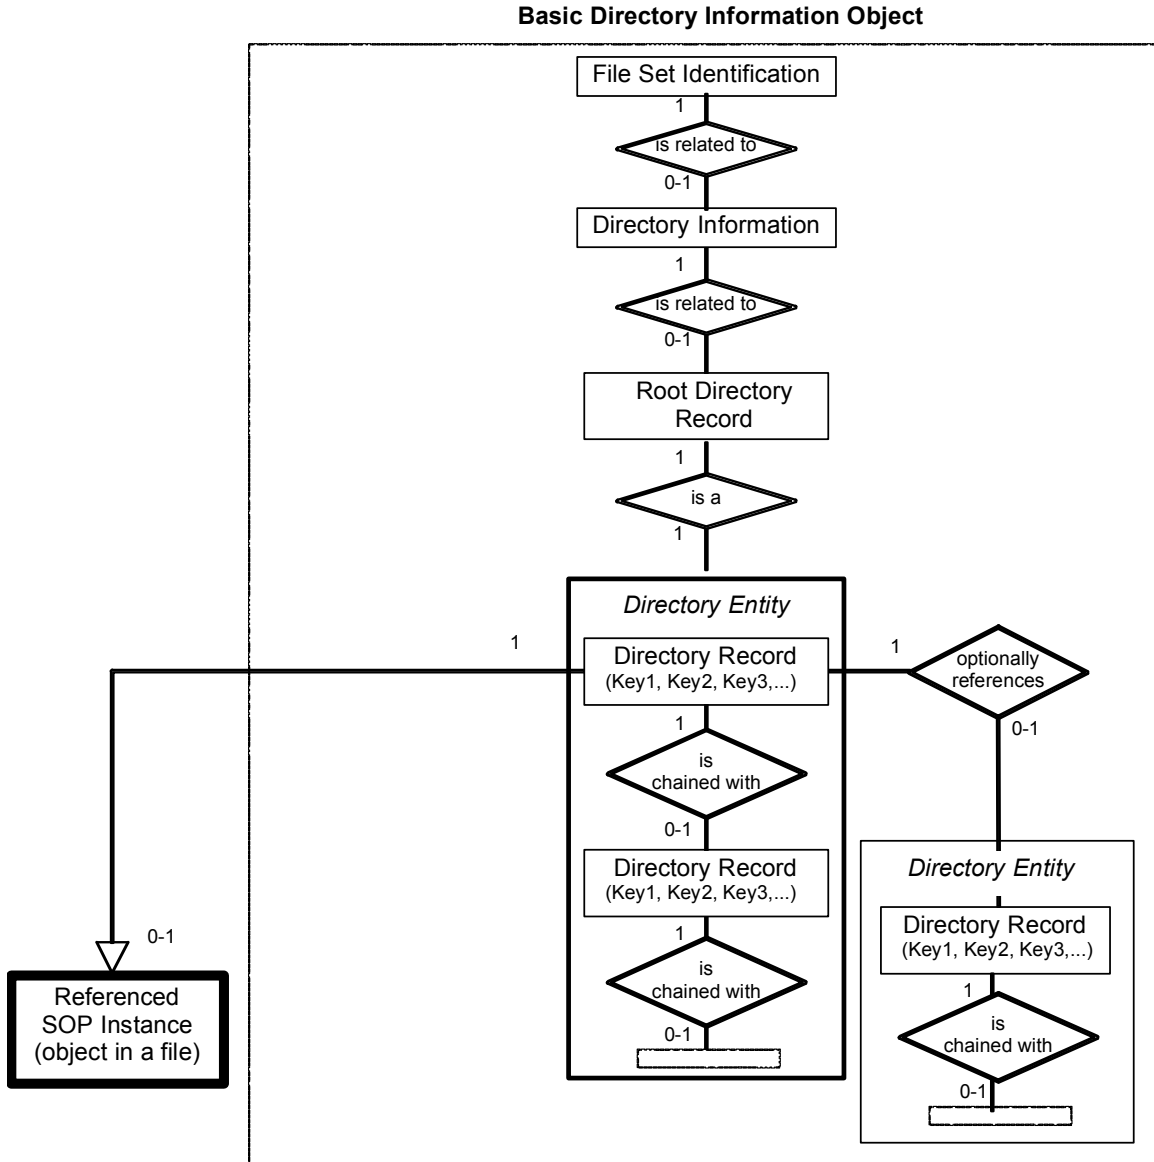 Basic Directory Information Object
File Set Identification
1
is related to
0-1
Directory Information
1
is related to
0-1
Root Directory
Record
1
is a
1
Directory Entity
1
Directory Record
(Key1, Key2, Key3,...)
1
optionally
references
0-1
1
is
chained with
0-1
Directory Record
(Key1, Key2, Key3,...)
1
is
chained with
0-1
Directory Entity
Directory Record
(Key1, Key2, Key3,...)
1
is
chained with
0-1
0-1
Referenced
SOP Instance
(object in a file)